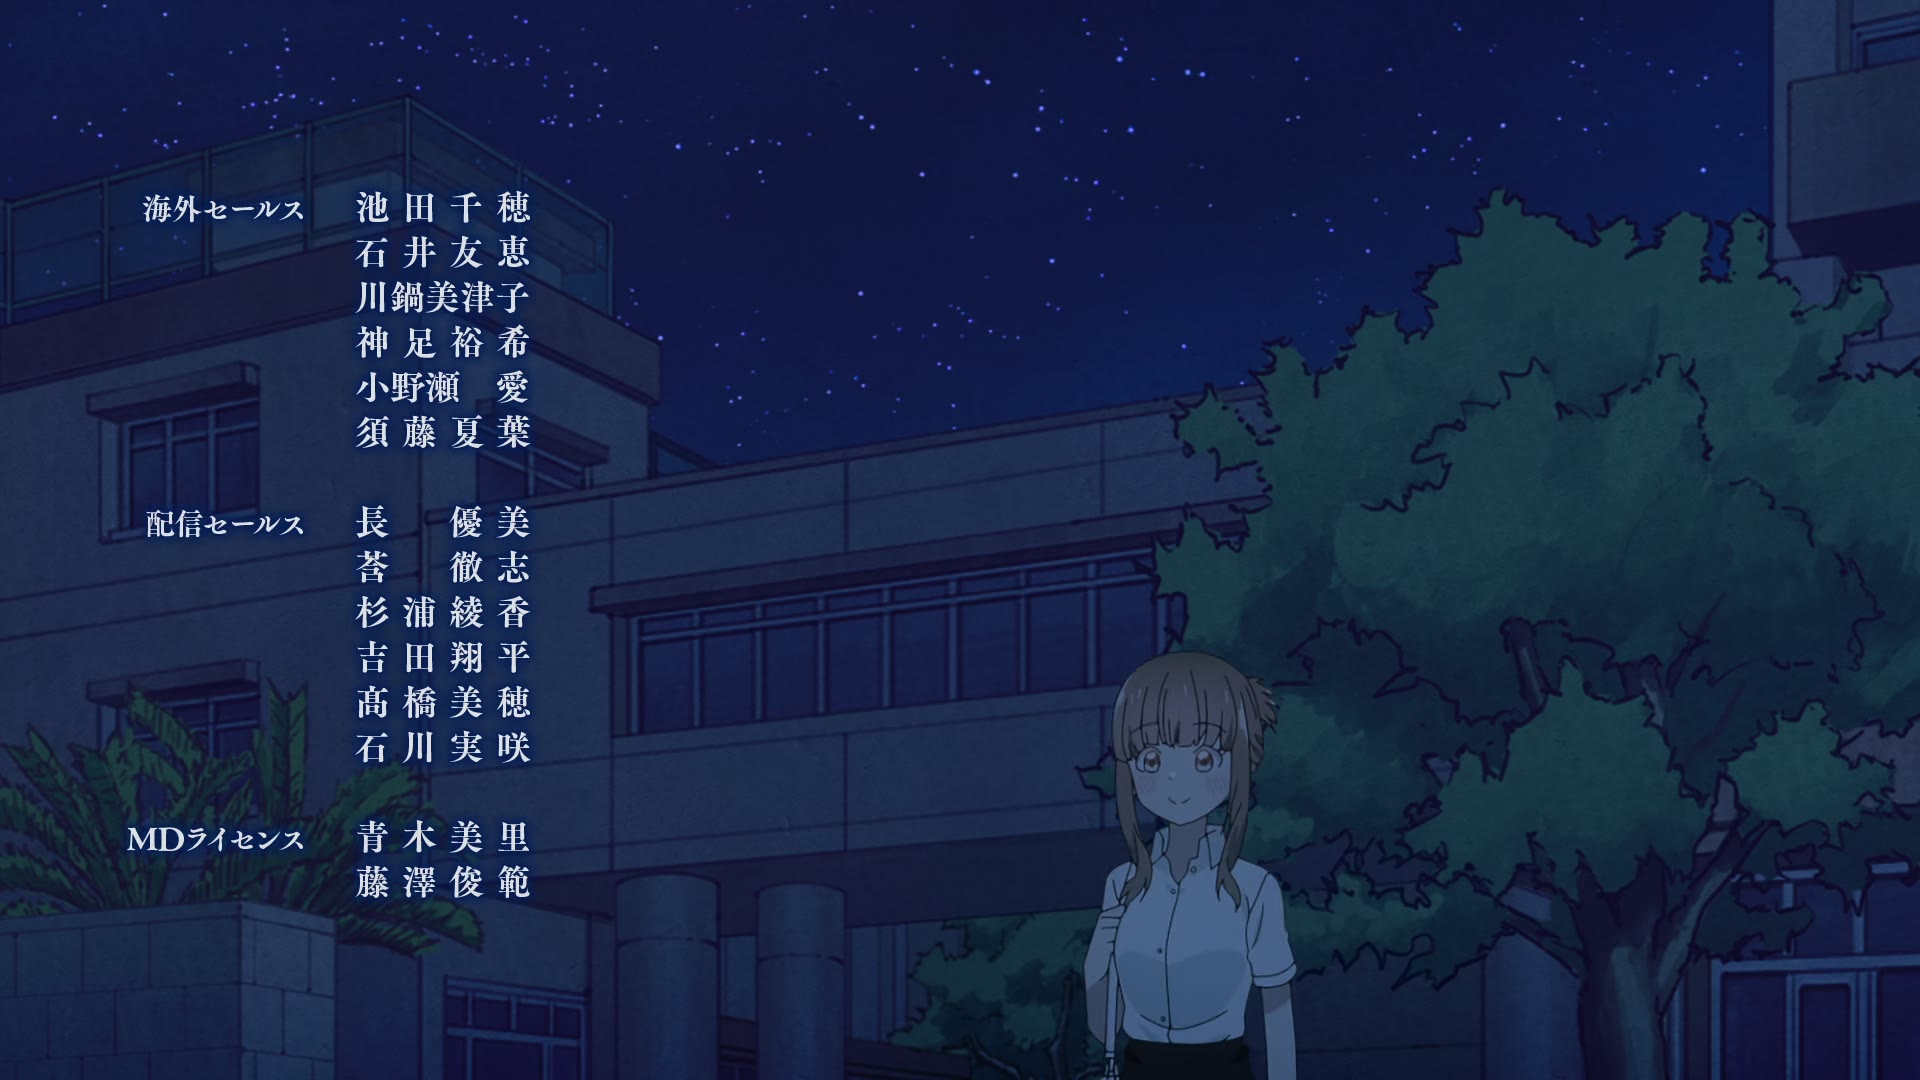 海外セールス 池田千穂
石井友恵
川鍋美津子
神足裕希
小野瀬 愛
須藤夏葉
配信セールス 長 優美
荅 徹志
杉浦綾香
吉田翔平
髙橋美穂
石川実咲
MDライセンス 青木美里
藤澤俊範